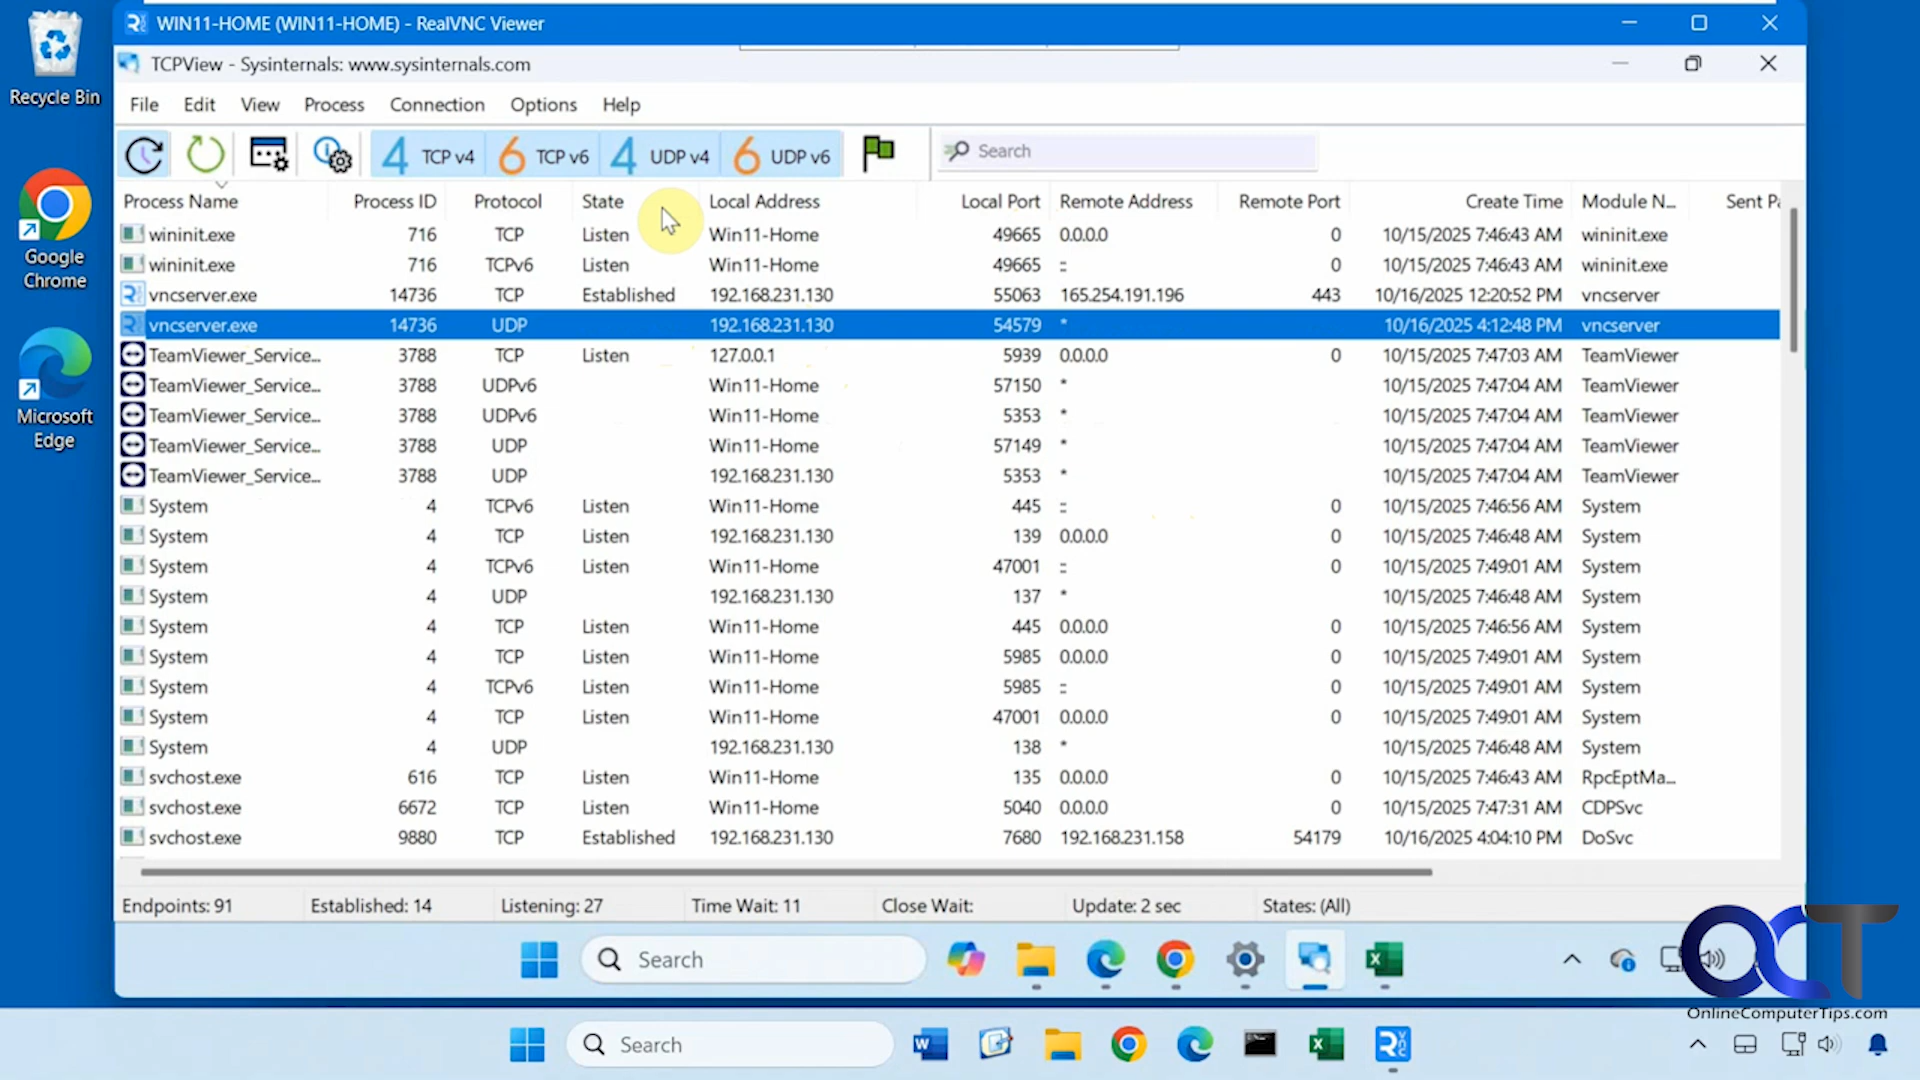 WIN11-HOME (WIN11-HOME) - RealVNC Viewer
TCPView - Sysinternals: www.sysinternals.com
Recycle Bin
File Edit View Process Connection Options Help
4 TCP v4 6 TCP v6 4 UDP v4 6 UDP v6 Search
Process Name Process ID Protocol State Local Address Local Port Remote Address Remote Port Create Time Module N... Sent Pa
wininit.exe 716 TCP Listen Win11-Home 49665 0.0.0.0 0 10/15/2025 7:46:43 AM wininit.exe
wininit.exe 716 TCPv6 Listen Win11-Home 49665 :: 0 10/15/2025 7:46:43 AM wininit.exe
vncserver.exe 14736 TCP Established 192.168.231.130 55063 165.254.191.196 443 10/16/2025 12:20:52 PM vncserver
vncserver.exe 14736 UDP 192.168.231.130 54579 * 10/16/2025 4:12:48 PM vncserver
TeamViewer_Service... 3788 TCP Listen 127.0.0.1 5939 0.0.0.0 0 10/15/2025 7:47:03 AM TeamViewer
TeamViewer_Service... 3788 UDPv6 Win11-Home 57150 * 10/15/2025 7:47:04 AM TeamViewer
TeamViewer_Service... 3788 UDPv6 Win11-Home 5353 * 10/15/2025 7:47:04 AM TeamViewer
TeamViewer_Service... 3788 UDP Win11-Home 57149 * 10/15/2025 7:47:04 AM TeamViewer
TeamViewer_Service... 3788 UDP 192.168.231.130 5353 * 10/15/2025 7:47:04 AM TeamViewer
System 4 TCPv6 Listen Win11-Home 445 :: 0 10/15/2025 7:46:56 AM System
System 4 TCP Listen 192.168.231.130 139 0.0.0.0 0 10/15/2025 7:46:48 AM System
System 4 TCPv6 Listen Win11-Home 47001 :: 0 10/15/2025 7:49:01 AM System
System 4 UDP 192.168.231.130 137 * 10/15/2025 7:46:48 AM System
System 4 TCP Listen Win11-Home 445 0.0.0.0 0 10/15/2025 7:46:56 AM System
System 4 TCP Listen Win11-Home 5985 0.0.0.0 0 10/15/2025 7:49:01 AM System
System 4 TCPv6 Listen Win11-Home 5985 :: 0 10/15/2025 7:49:01 AM System
System 4 TCP Listen Win11-Home 47001 0.0.0.0 0 10/15/2025 7:49:01 AM System
System 4 UDP 192.168.231.130 138 * 10/15/2025 7:46:48 AM System
svchost.exe 616 TCP Listen Win11-Home 135 0.0.0.0 0 10/15/2025 7:46:43 AM RpcEptMa...
svchost.exe 6672 TCP Listen Win11-Home 5040 0.0.0.0 0 10/15/2025 7:47:31 AM CDPSvc
svchost.exe 9880 TCP Established 192.168.231.130 7680 192.168.231.158 54179 10/16/2025 4:04:10 PM DoSvc
Google
Chrome
Microsoft
Edge
Endpoints: 91 Established: 14 Listening: 27 Time Wait: 11 Close Wait: Update: 2 sec States: (All)
Search
OCT
OnlineComputerTips.com
Search